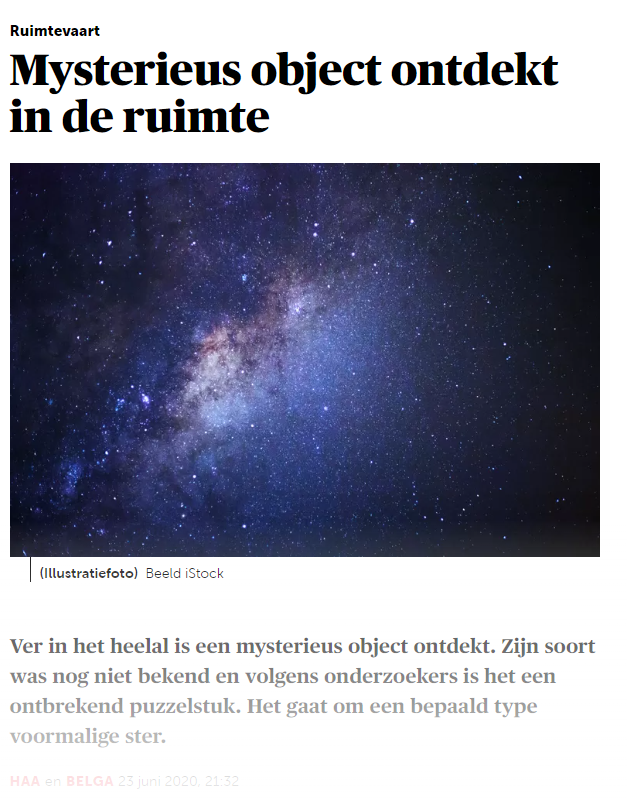 Ruimtevaart
Mysterieus object ontdekt
in de ruimte
(Illustratiefoto) Beeld iStock
Ver in het heelal is een mysterieus object ontdekt. Zijn soort
was nog niet bekend en volgens onderzoekers is het een
ontbrekend puzzelstuk. Het gaat om een bepaald type
voormalige ster.
HAA en BELGA 23 juni 2020, 21:32